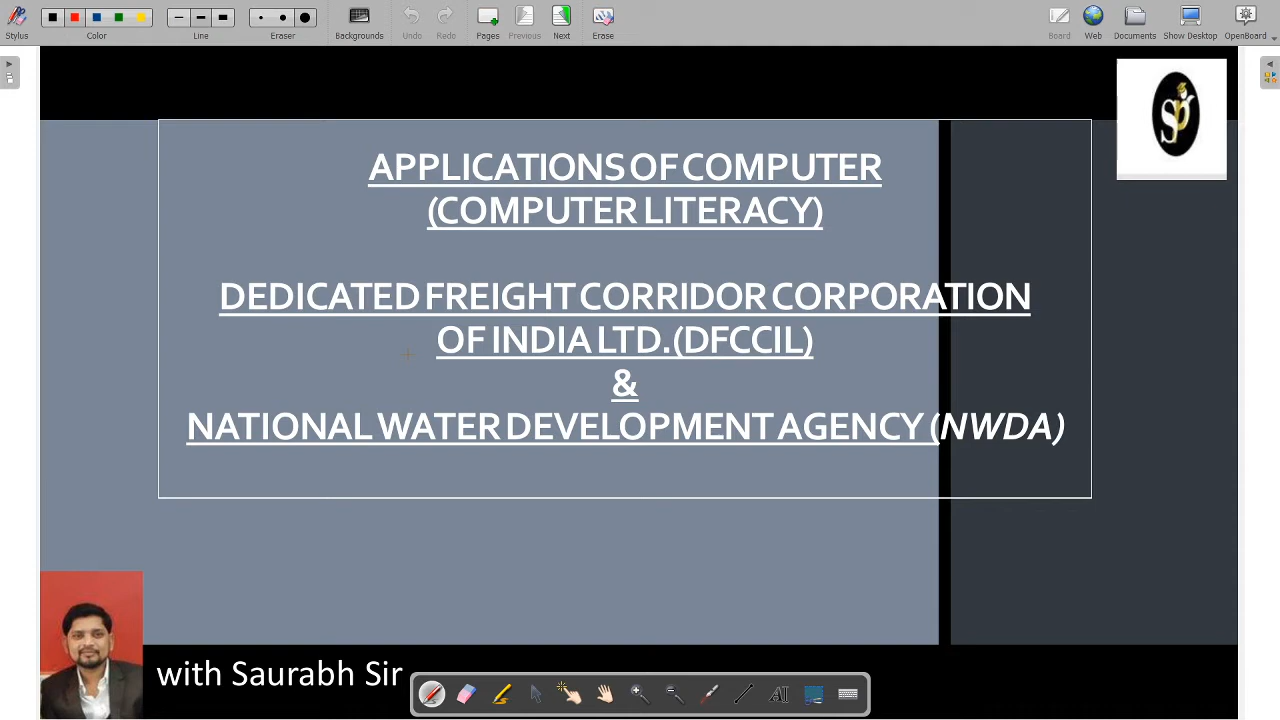 Stylus Color Line Eraser Backgrounds Undo Redo Pages Previous Next Erase Board Web Documents Show Desktop OpenBoard
SP
APPLICATIONS OF COMPUTER
(COMPUTER LITERACY)
DEDICATED FREIGHT CORRIDOR CORPORATION
OF INDIA LTD.(DFCCIL)
&
NATIONAL WATER DEVELOPMENT AGENCY (NWDA)
with Saurabh Sir
AI